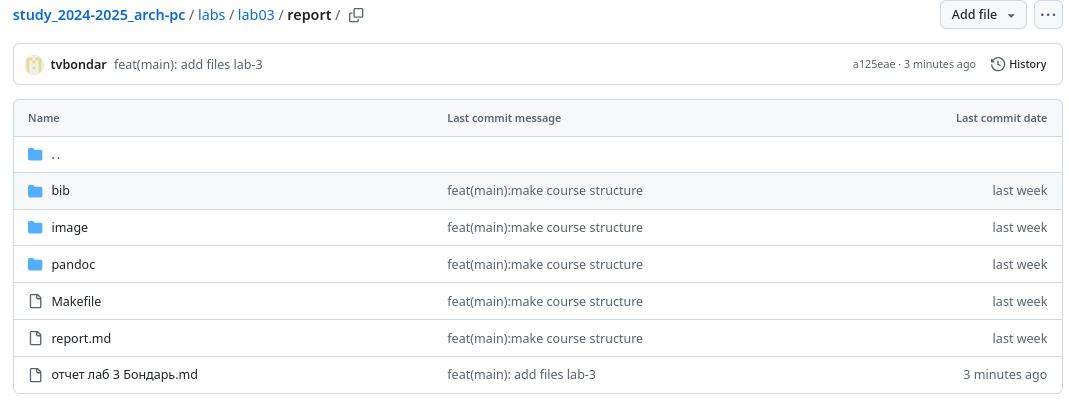 study_2024-2025_arch-pc / labs / lab03 / report / Add file ...
tvbondar feat(main): add files lab-3 a125eae · 3 minutes ago History
Name Last commit message Last commit date
..
bib feat(main):make course structure last week
image feat(main):make course structure last week
pandoc feat(main):make course structure last week
Makefile feat(main):make course structure last week
report.md feat(main):make course structure last week
отчет лаб 3 Бондарь.md feat(main): add files lab-3 3 minutes ago